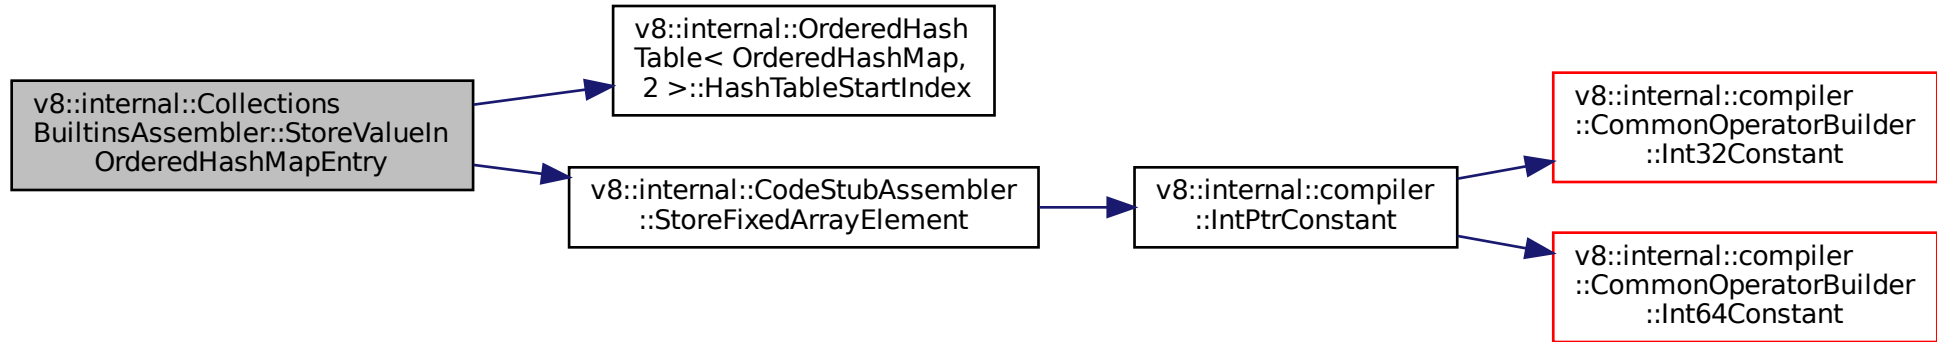 v8::internal::Collections
BuiltinsAssembler::StoreValueIn
OrderedHashMapEntry
v8::internal::OrderedHash
Table< OrderedHashMap,
2 >::HashTableStartIndex
v8::internal::CodeStubAssembler
::StoreFixedArrayElement
v8::internal::compiler
::IntPtrConstant
v8::internal::compiler
::CommonOperatorBuilder
::Int32Constant
v8::internal::compiler
::CommonOperatorBuilder
::Int64Constant